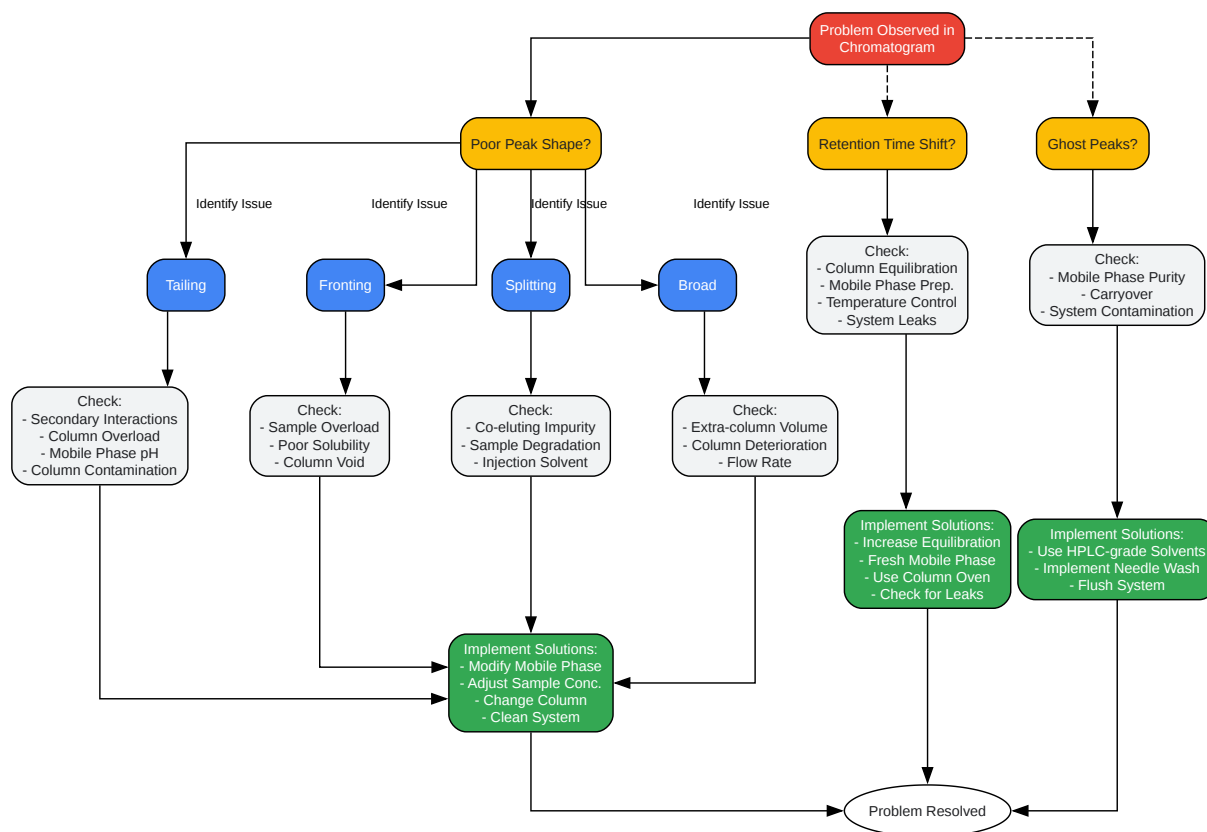 Problem Observed in
Chromatogram
Poor Peak Shape?
Retention Time Shift?
Ghost Peaks?
Identify Issue
Identify Issue
Identify Issue
Identify Issue
Tailing
Fronting
Splitting
Broad
Check:
- Column Equilibration
- Mobile Phase Prep.
- Temperature Control
- System Leaks
Check:
- Mobile Phase Purity
- Carryover
- System Contamination
Check:
- Secondary Interactions
- Column Overload
- Mobile Phase pH
- Column Contamination
Check:
- Sample Overload
- Poor Solubility
- Column Void
Check:
- Co-eluting Impurity
- Sample Degradation
- Injection Solvent
Check:
- Extra-column Volume
- Column Deterioration
- Flow Rate
Implement Solutions:
- Increase Equilibration
- Fresh Mobile Phase
- Use Column Oven
- Check for Leaks
Implement Solutions:
- Use HPLC-grade Solvents
- Implement Needle Wash
- Flush System
Implement Solutions:
- Modify Mobile Phase
- Adjust Sample Conc.
- Change Column
- Clean System
Problem Resolved